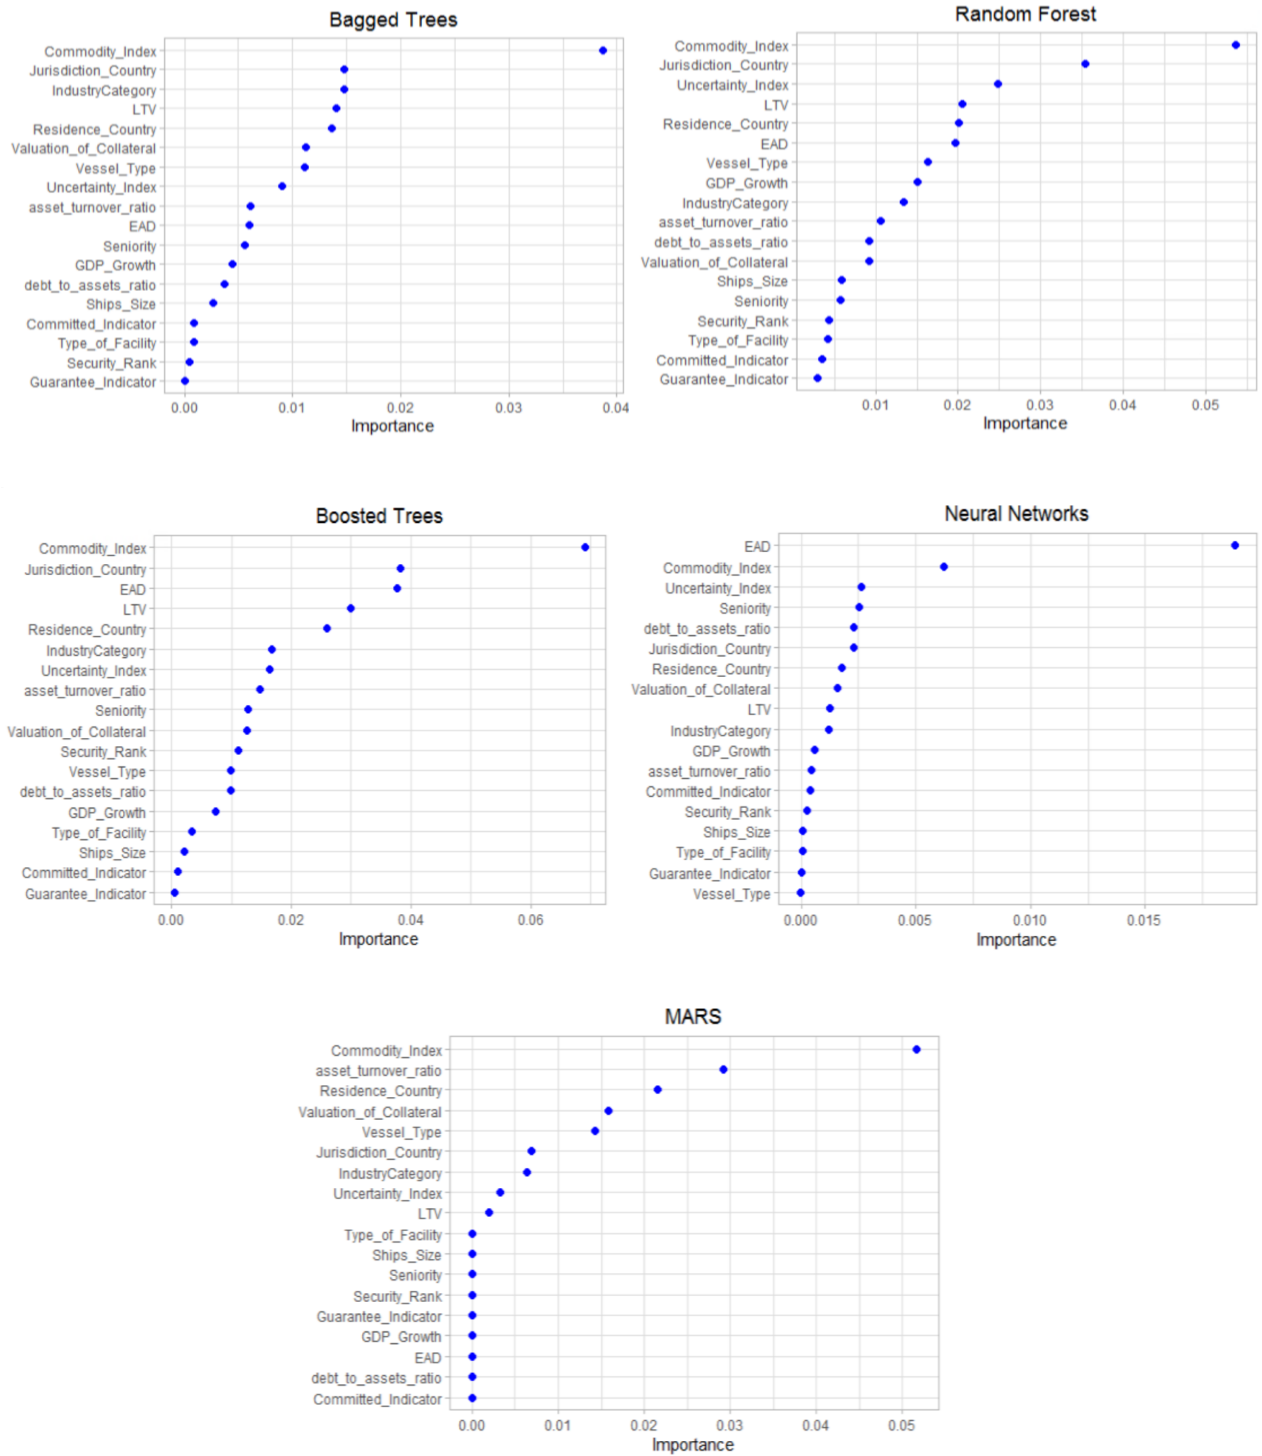 Bagged Trees
Commodity_Index
Jurisdiction_Country
IndustryCategory
LTV
Residence_Country
Valuation_of_Collateral
Vessel_Type
Uncertainty_Index
asset_turnover_ratio
EAD
Seniority
GDP_Growth
debt_to_assets_ratio
Ships_Size
Committed_Indicator
Type_of_Facility
Security_Rank
Guarantee_Indicator
0.00 0.01 0.02 0.03 0.04
Importance
Random Forest
Commodity_Index
Jurisdiction_Country
Uncertainty_Index
LTV
Residence_Country
EAD
Vessel_Type
GDP_Growth
IndustryCategory
asset_turnover_ratio
debt_to_assets_ratio
Valuation_of_Collateral
Ships_Size
Seniority
Security_Rank
Type_of_Facility
Committed_Indicator
Guarantee_Indicator
0.01 0.02 0.03 0.04 0.05
Importance
Boosted Trees
Commodity_Index
Jurisdiction_Country
EAD
LTV
Residence_Country
IndustryCategory
Uncertainty_Index
asset_turnover_ratio
Seniority
Valuation_of_Collateral
Security_Rank
Vessel_Type
debt_to_assets_ratio
GDP_Growth
Type_of_Facility
Ships_Size
Committed_Indicator
Guarantee_Indicator
0.00 0.02 0.04 0.06
Importance
Neural Networks
EAD
Commodity_Index
Uncertainty_Index
Seniority
debt_to_assets_ratio
Jurisdiction_Country
Residence_Country
Valuation_of_Collateral
LTV
IndustryCategory
GDP_Growth
asset_turnover_ratio
Committed_Indicator
Security_Rank
Ships_Size
Type_of_Facility
Guarantee_Indicator
Vessel_Type
0.000 0.005 0.010 0.015
Importance
MARS
Commodity_Index
asset_turnover_ratio
Residence_Country
Valuation_of_Collateral
Vessel_Type
Jurisdiction_Country
IndustryCategory
Uncertainty_Index
LTV
Type_of_Facility
Ships_Size
Seniority
Security_Rank
Guarantee_Indicator
GDP_Growth
EAD
debt_to_assets_ratio
Committed_Indicator
0.00 0.01 0.02 0.03 0.04 0.05
Importance